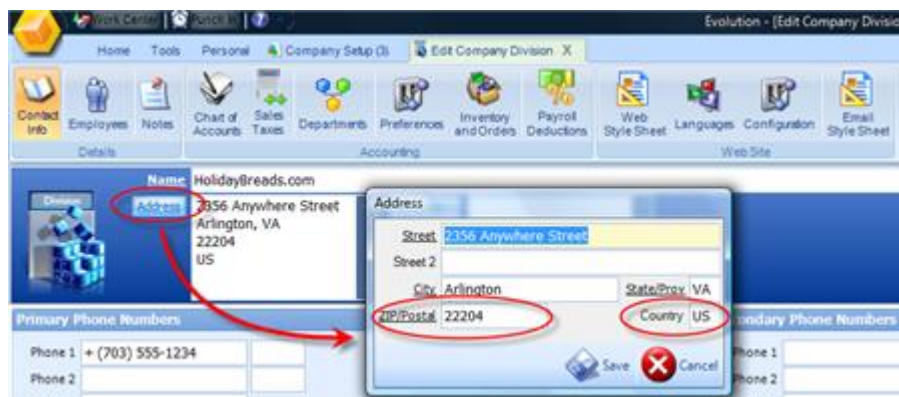 Work Center Punch In
Evolution - [Edit Company Divisio
Home Tools Personal Company Setup (3) Edit Company Division X
Contact Info Employees Notes Chart of Accounts Sales Taxes Departments Preferences Inventory and Orders Payroll Deductions Web Style Sheet Languages Configuration Email Style Sheet
Details Accounting Web Site
Name HolidayBreads.com
Division
Address 2356 Anywhere Street
Arlington, VA
22204
US
Address
Street 2356 Anywhere Street
Street 2
City Arlington State/Prov VA
ZIP/Postal 22204 Country US
Save Cancel
Primary Phone Numbers
ondary Phone Numbers
Phone 1 + (703) 555-1234
Phone 2
Phone 1
Phone 2